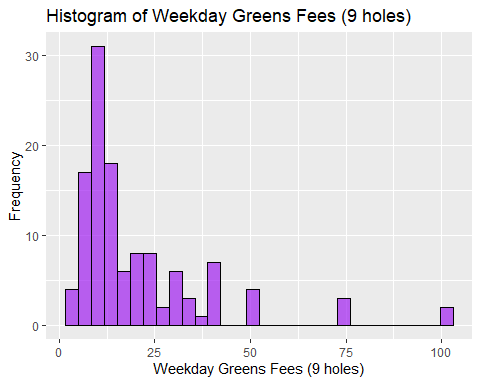 Histogram of Weekday Greens Fees (9 holes)
30
20
10
0
Frequency
0 25 50 75 100
Weekday Greens Fees (9 holes)